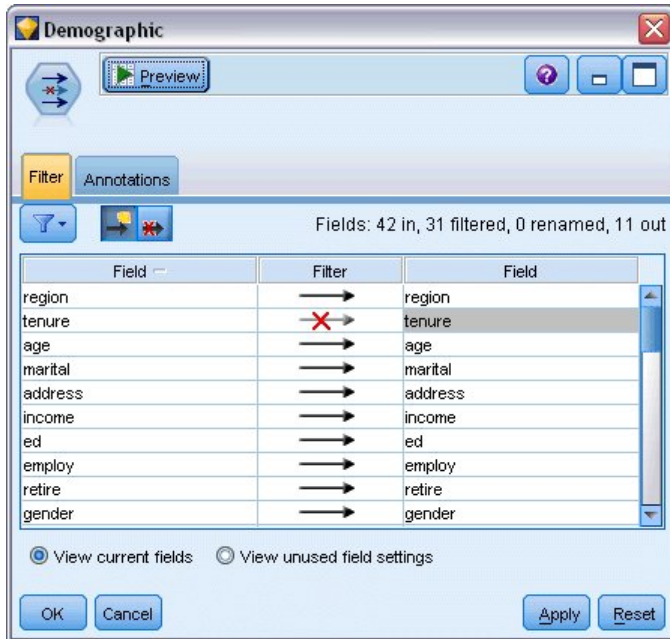 Demographic
Preview
Filter Annotations
Fields: 42 in, 31 filtered, 0 renamed, 11 out
Field Filter Field
region region
tenure tenure
age age
marital marital
address address
income income
ed ed
employ employ
retire retire
gender gender
View current fields View unused field settings
OK Cancel Apply Reset